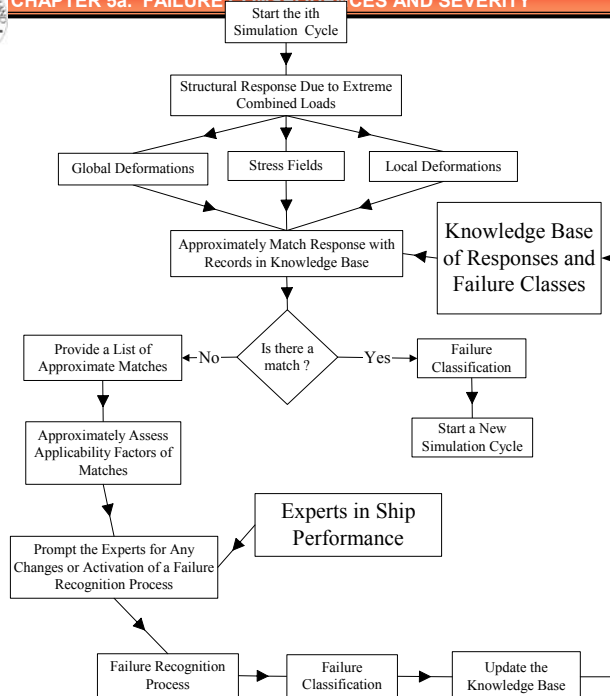 CHAPTER 5a. FAILURE CES AND SEVERITY
Start the ith
Simulation Cycle
Structural Response Due to Extreme
Combined Loads
Global Deformations
Stress Fields
Local Deformations
Approximately Match Response with
Records in Knowledge Base
Knowledge Base
of Responses and
Failure Classes
Is there a
match ?
No
Yes
Provide a List of
Approximate Matches
Failure
Classification
Start a New
Simulation Cycle
Approximately Assess
Applicability Factors of
Matches
Experts in Ship
Performance
Prompt the Experts for Any
Changes or Activation of a Failure
Recognition Process
Failure Recognition
Process
Failure
Classification
Update the
Knowledge Base